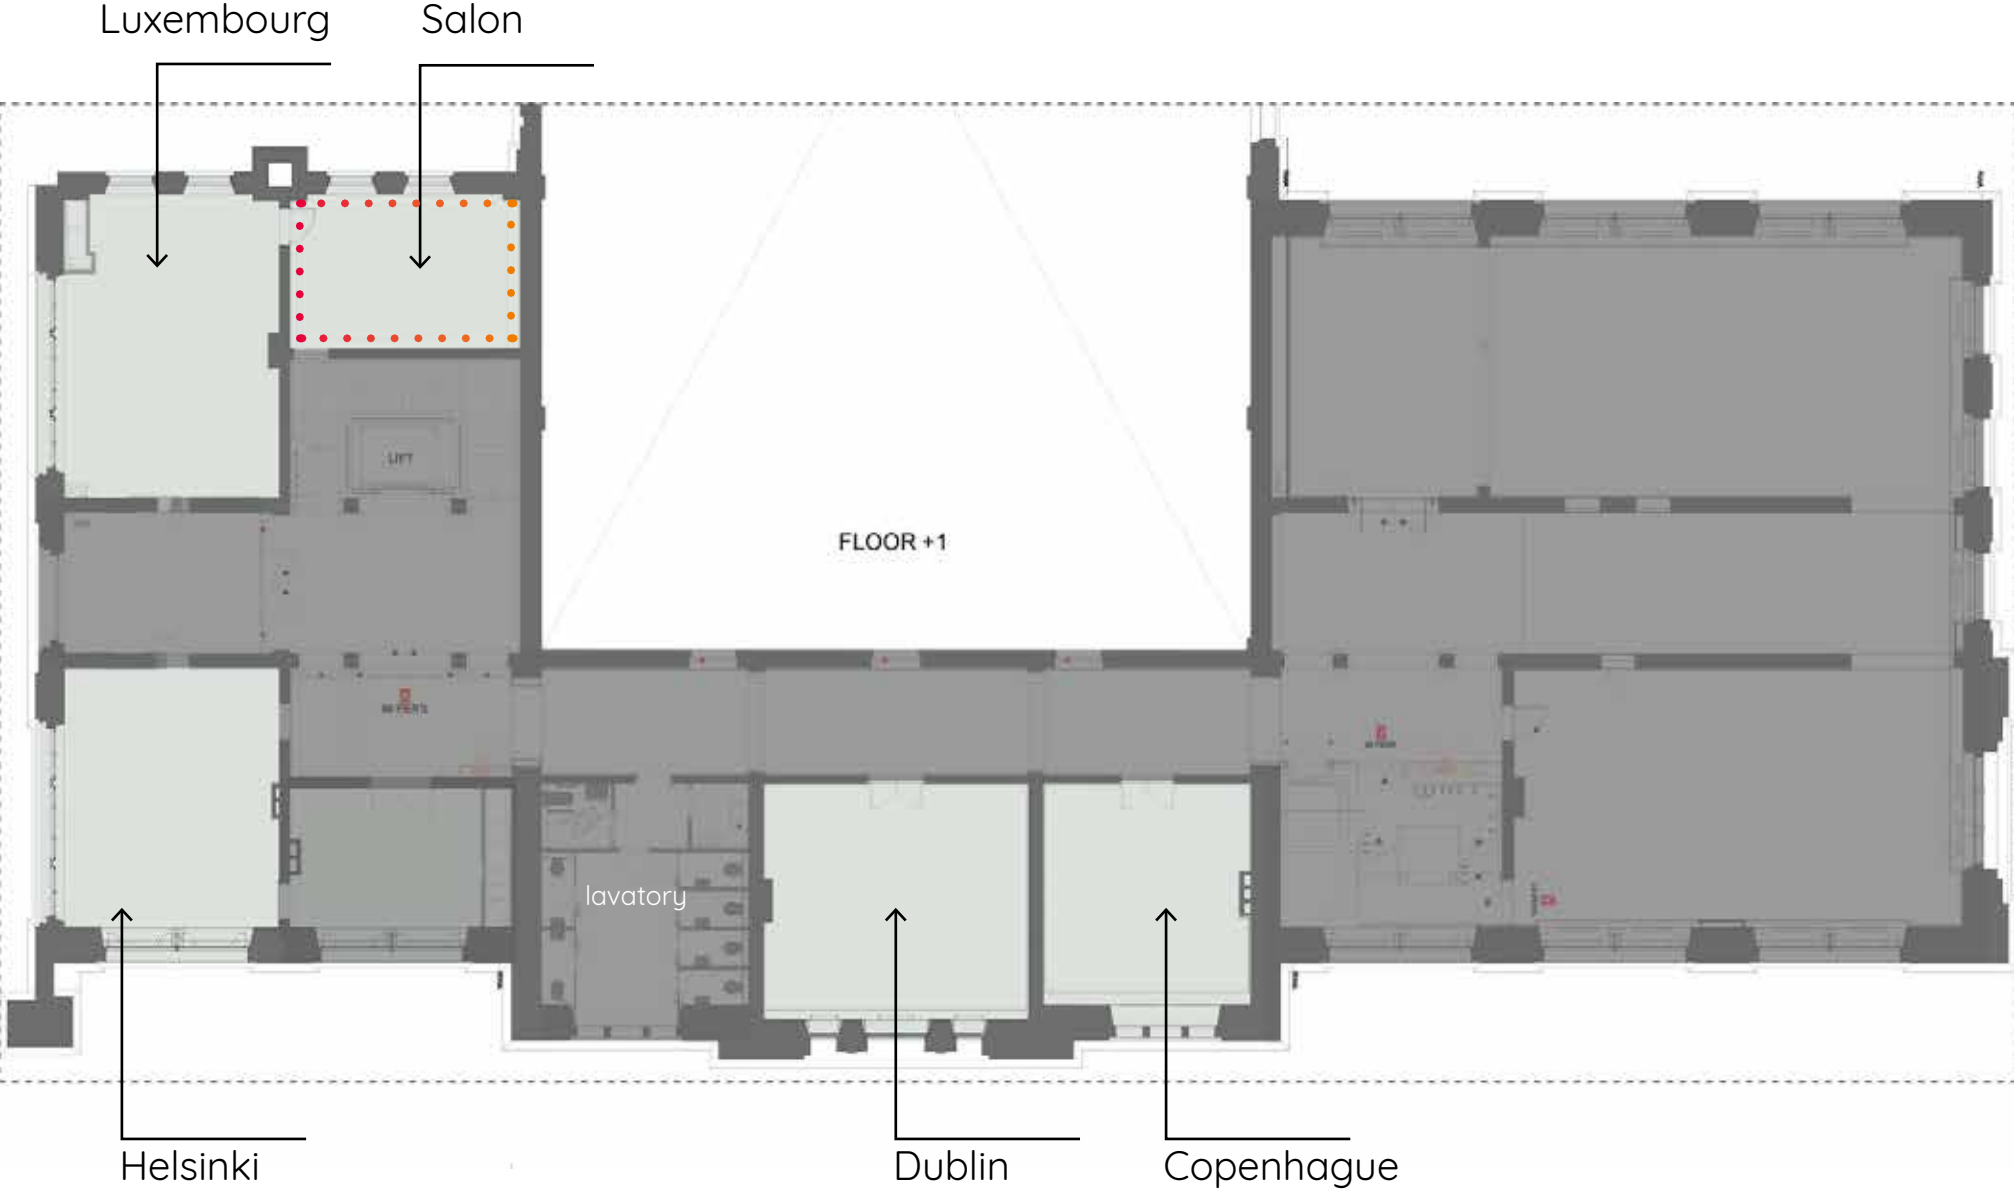 Luxembourg
Salon
LIFT
FLOOR +1
lavatory
Helsinki
Dublin
Copenhague